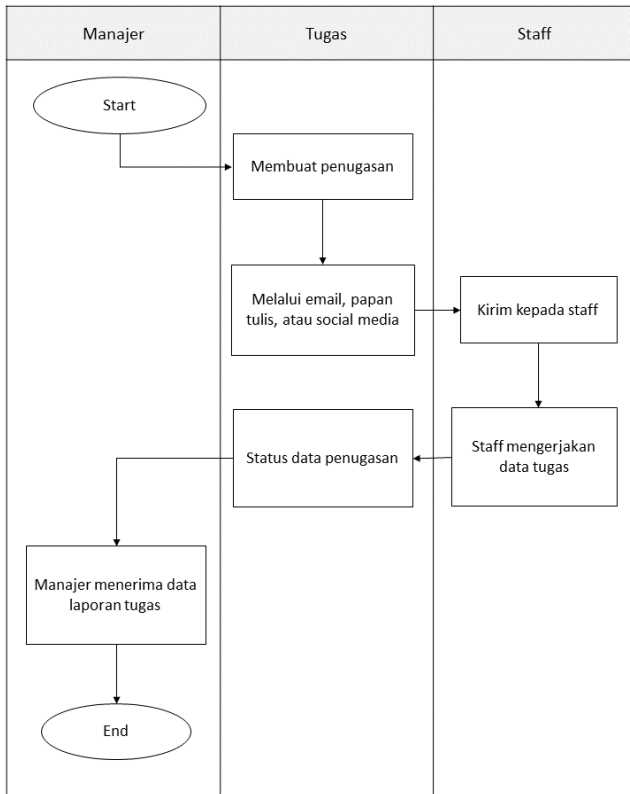 Manajer
Tugas
Staff
Start
Membuat penugasan
Melalui email, papan
tulis, atau social media
Kirim kepada staff
Staff mengerjakan
data tugas
Status data penugasan
Manajer menerima data
laporan tugas
End